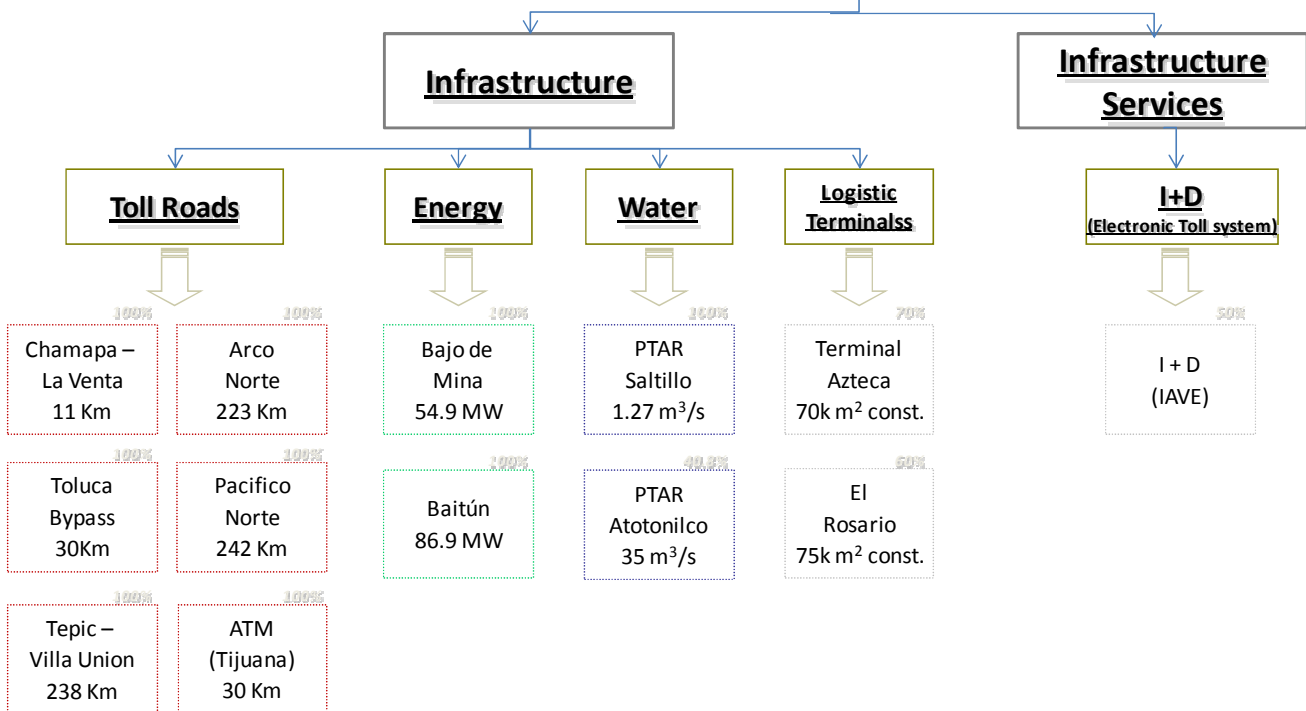 Infrastructure
Infrastructure
Services
Toll Roads
Energy
Water
Logistic
Terminalss
I+D
(Electronic Toll system)
100%
Chamapa –
La Venta
11 Km
100%
Arco
Norte
223 Km
100%
Bajo de
Mina
54.9 MW
PTAR
Saltillo
1.27 m³/s
70%
Terminal
Azteca
70k m² const.
50%
I + D
(IAVE)
100%
Toluca
Bypass
30Km
100%
Pacifico
Norte
242 Km
100%
Baitún
86.9 MW
40.8%
PTAR
Atotonilco
35 m³/s
60%
El
Rosario
75k m² const.
100%
Tepic –
Villa Union
238 Km
100%
ATM
(Tijuana)
30 Km